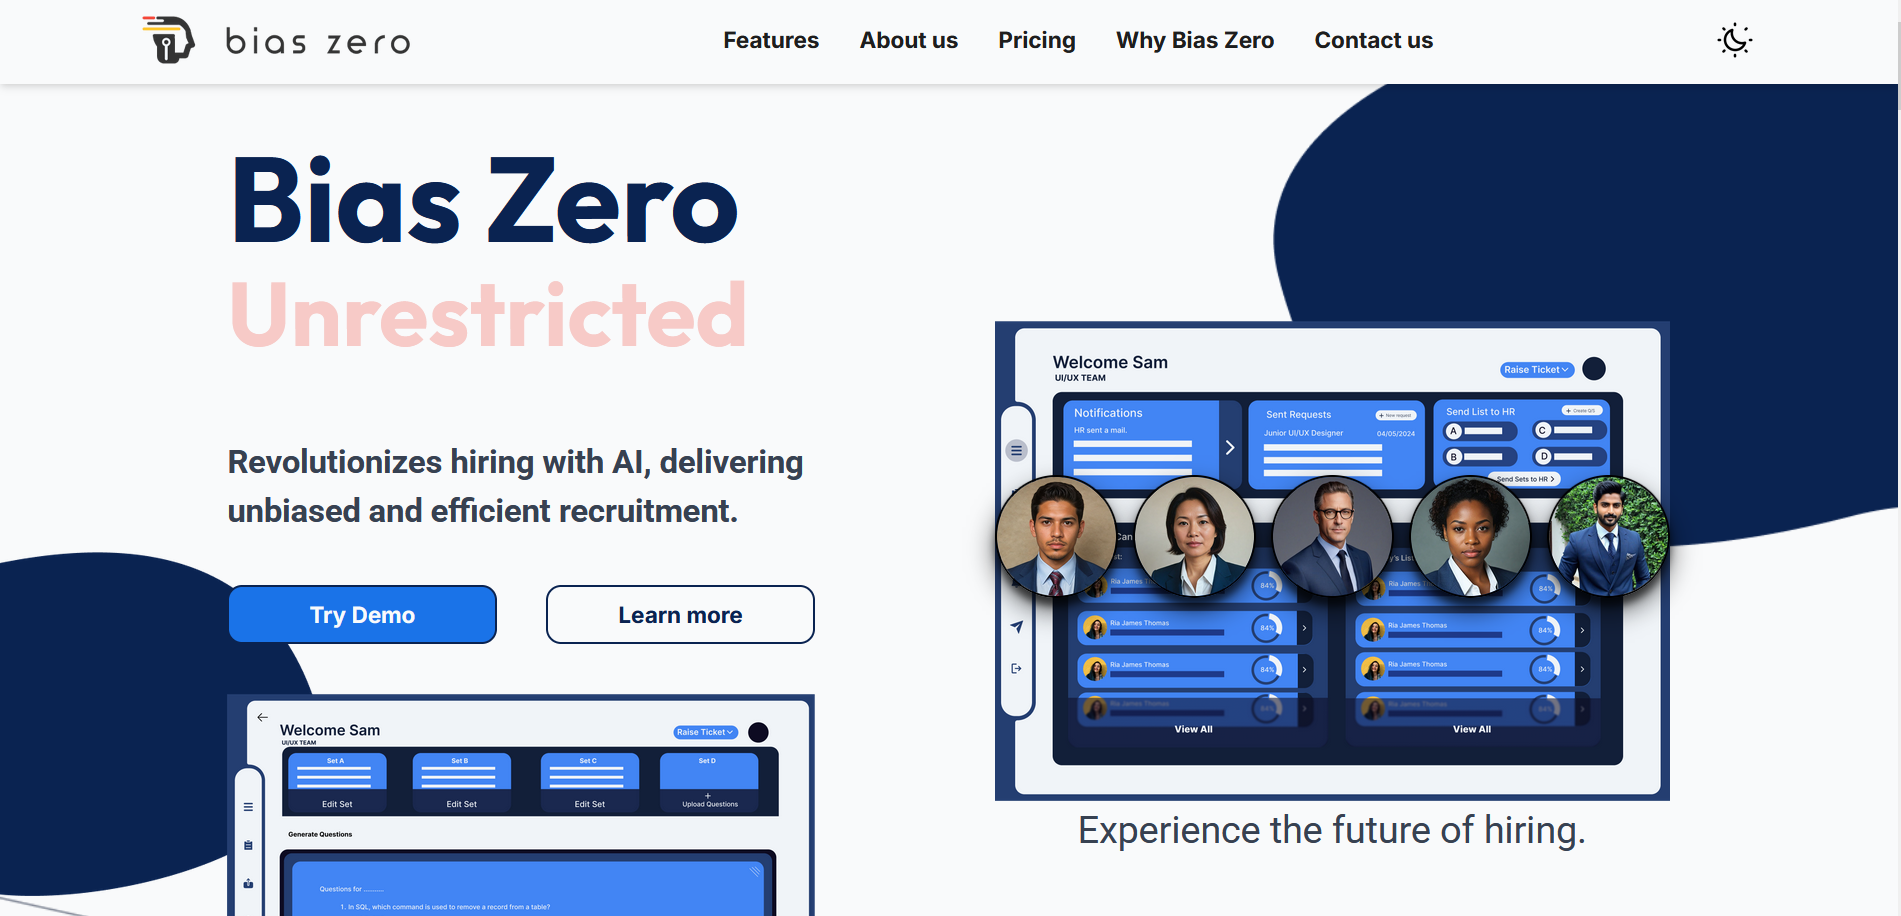 bias zero
Features
About us
Pricing
Why Bias Zero
Contact us
Bias Zero
Unrestricted
Revolutionizes hiring with AI, delivering
unbiased and efficient recruitment.
Try Demo
Learn more
Welcome Sam
UI/UX TEAM
Raise Ticket
Set A
Set B
Set C
Set D
Edit Set
Edit Set
Edit Set
+
Upload Questions
Generate Questions
Questions for ...........
1. In SQL, which command is used to remove a record from a table?
Welcome Sam
UI/UX TEAM
Raise Ticket
Notifications
HR sent a mail.
Sent Requests
+ New request
Junior UI/UX Designer
04/05/2024
Send List to HR
+ Create Q/S
A
C
B
D
Send Sets to HR
Can
Ria James T
84%
Ria Jame
84%
Ria James Thomas
84%
Ria James Thomas
84%
Ria James Thomas
84%
Ria James Thomas
84%
View All
View All
Experience the future of hiring.